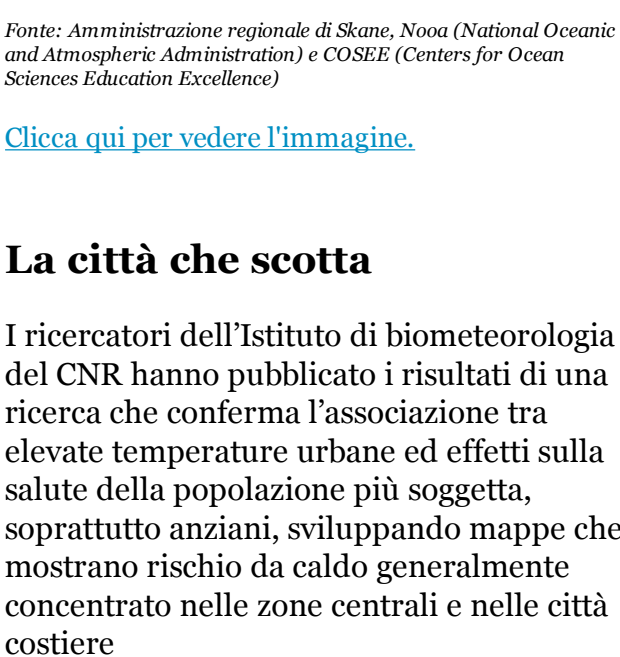 Fonte: Amministrazione regionale di Skane, Nooa (National Oceanic
and Atmospheric Administration) e COSEE (Centers for Ocean
Sciences Education Excellence)
Clicca qui per vedere l'immagine.
La città che scotta
I ricercatori dell’Istituto di biometeorologia
del CNR hanno pubblicato i risultati di una
ricerca che conferma l’associazione tra
elevate temperature urbane ed effetti sulla
salute della popolazione più soggetta,
soprattutto anziani, sviluppando mappe che
mostrano rischio da caldo generalmente
concentrato nelle zone centrali e nelle città
costiere